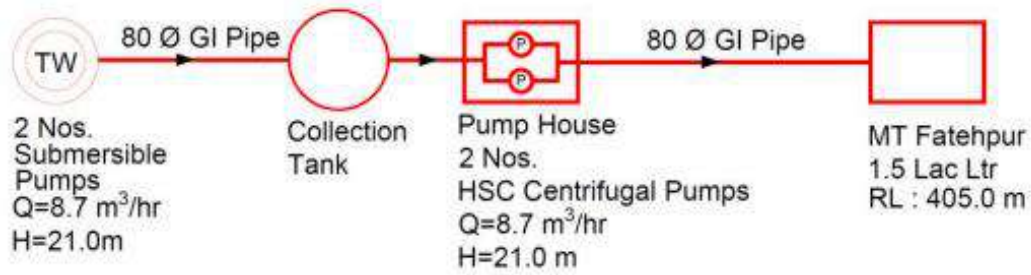 80 Ø GI Pipe
80 Ø GI Pipe
TW
P
P
2 Nos.
Submersible
Pumps
Q=8.7 m³/hr
H=21.0m
Collection
Tank
Pump House
2 Nos.
HSC Centrifugal Pumps
Q=8.7 m³/hr
H=21.0 m
MT Fatehpur
1.5 Lac Ltr
RL : 405.0 m